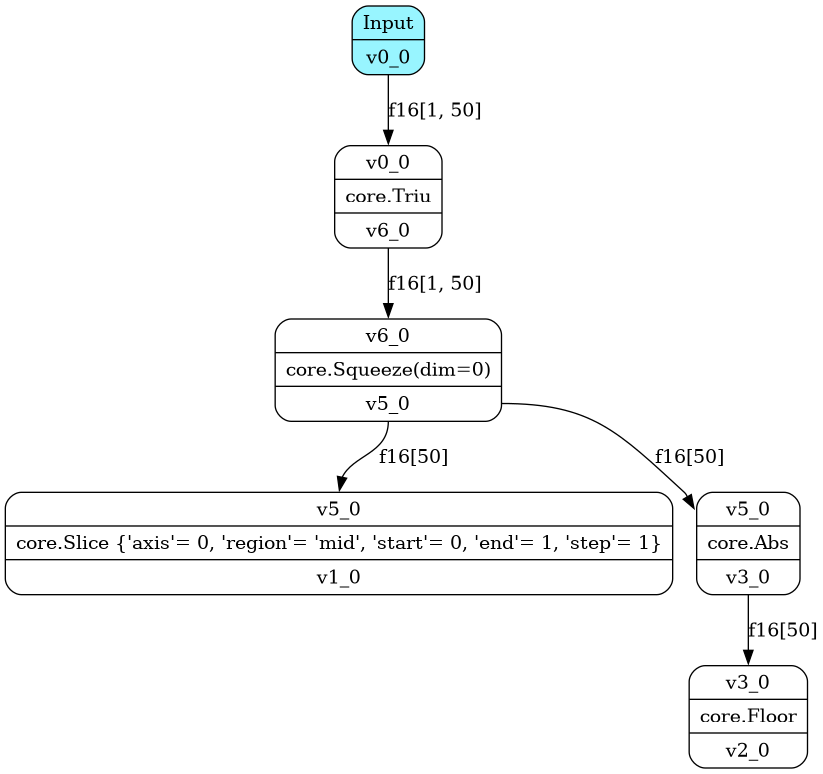 Input
v0_0
f16[1, 50]
v0_0
core.Triu
v6_0
f16[1, 50]
v6_0
core.Squeeze(dim=0)
v5_0
f16[50]
f16[50]
v5_0
core.Slice {'axis'= 0, 'region'= 'mid', 'start'= 0, 'end'= 1, 'step'= 1}
v1_0
v5_0
core.Abs
v3_0
f16[50]
v3_0
core.Floor
v2_0